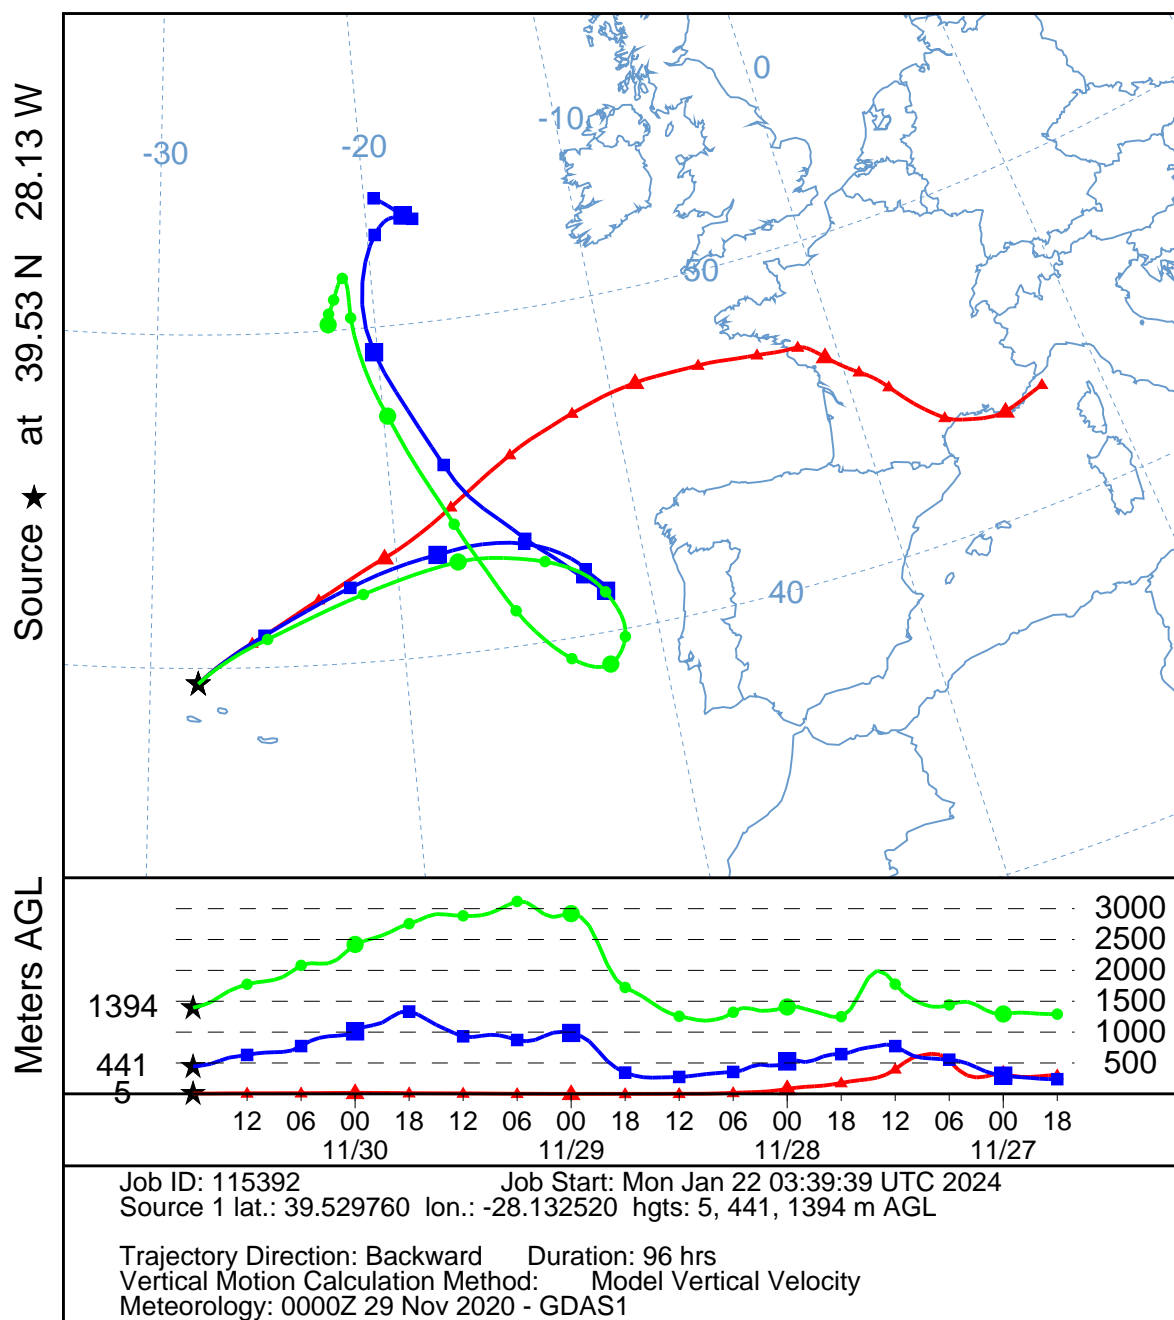 Source ★ at 39.53 N 28.13 W
-30
-20
-10
0
50
40
Meters AGL
1394
441
5
3000
2500
2000
1500
1000
500
12 06 00 18 12 06 00 18 12 06 00 18 12 06 00 18
11/30 11/29 11/28 11/27
Job ID: 115392 Job Start: Mon Jan 22 03:39:39 UTC 2024
Source 1 lat.: 39.529760 lon.: -28.132520 hgts: 5, 441, 1394 m AGL
Trajectory Direction: Backward Duration: 96 hrs
Vertical Motion Calculation Method: Model Vertical Velocity
Meteorology: 0000Z 29 Nov 2020 - GDAS1